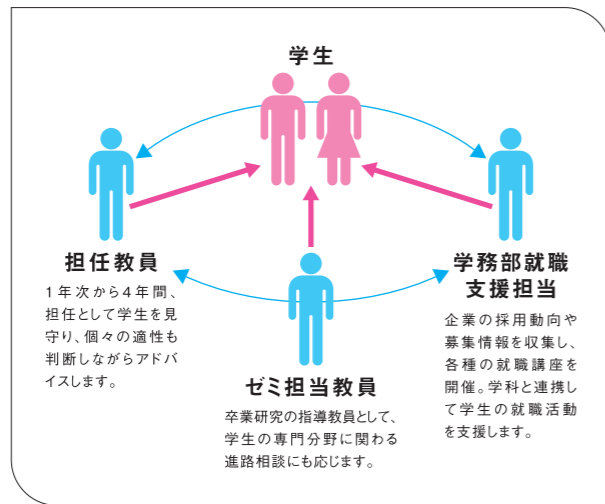 学生
担任教員
1年次から4年間、
担任として学生を見
守り、個々の適性も
判断しながらアドバ
イスします。
ゼミ担当教員
卒業研究の指導教員として、
学生の専門分野に関わる
進路相談にも応じます。
学務部就職
支援担当
企業の採用動向や
募集情報を収集し、
各種の就職講座を
開催。学科と連携し
て学生の就職活動
を支援します。